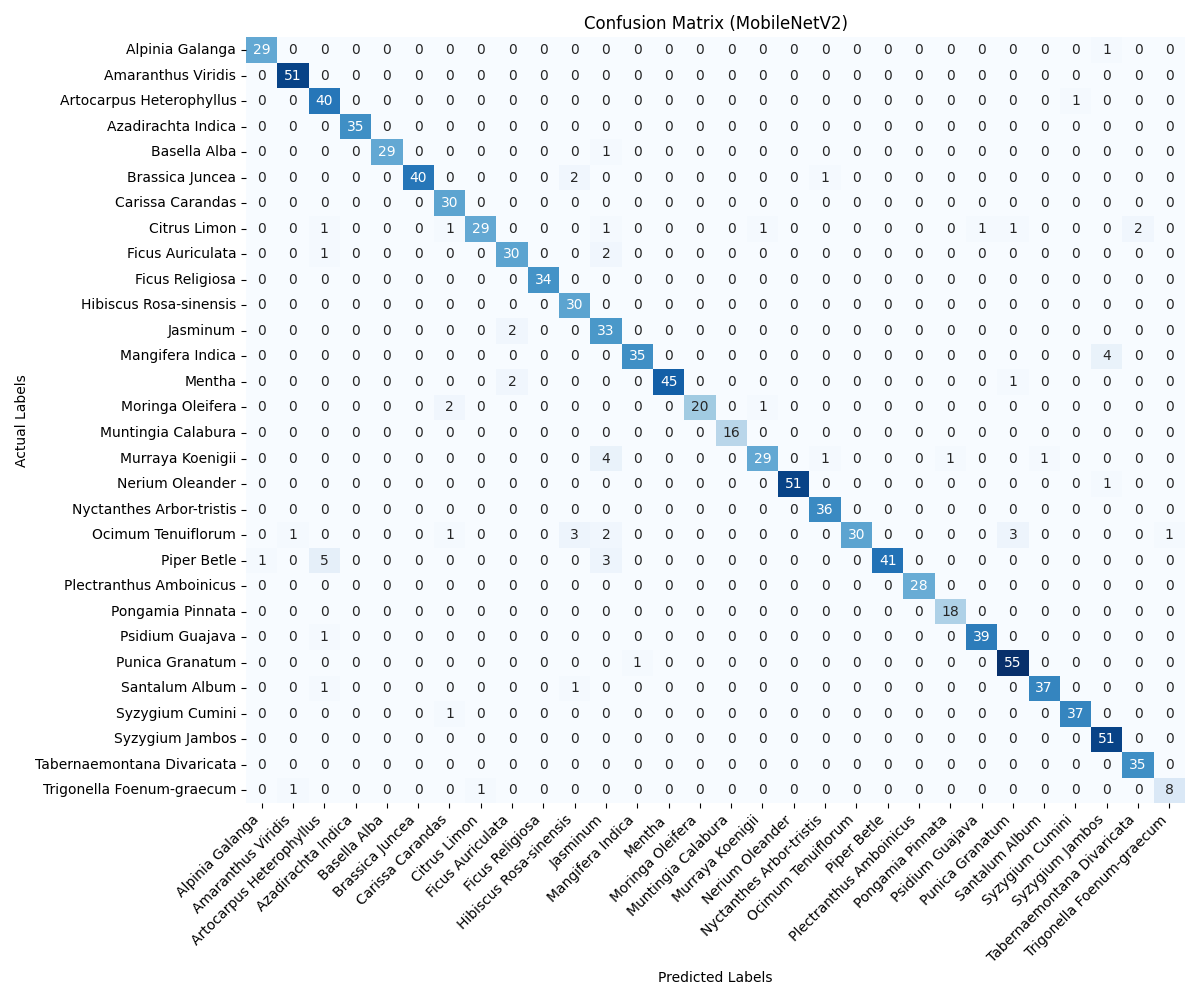 Confusion Matrix (MobileNetV2)
Alpinia Galanga 29 0 0 0 0 0 0 0 0 0 0 0 0 0 0 0 0 0 0 0 0 0 0 0 0 0 0 1 0 0
Amaranthus Viridis 0 51 0 0 0 0 0 0 0 0 0 0 0 0 0 0 0 0 0 0 0 0 0 0 0 0 0 0 0 0
Artocarpus Heterophyllus 0 0 40 0 0 0 0 0 0 0 0 0 0 0 0 0 0 0 0 0 0 0 0 0 0 0 1 0 0 0
Azadirachta Indica 0 0 0 35 0 0 0 0 0 0 0 0 0 0 0 0 0 0 0 0 0 0 0 0 0 0 0 0 0 0
Basella Alba 0 0 0 0 29 0 0 0 0 0 0 1 0 0 0 0 0 0 0 0 0 0 0 0 0 0 0 0 0 0
Brassica Juncea 0 0 0 0 0 40 0 0 0 0 2 0 0 0 0 0 0 0 1 0 0 0 0 0 0 0 0 0 0 0
Carissa Carandas 0 0 0 0 0 0 30 0 0 0 0 0 0 0 0 0 0 0 0 0 0 0 0 0 0 0 0 0 0 0
Citrus Limon 0 0 1 0 0 0 1 29 0 0 0 1 0 0 0 0 1 0 0 0 0 0 0 1 1 0 0 0 2 0
Ficus Auriculata 0 0 1 0 0 0 0 0 30 0 0 2 0 0 0 0 0 0 0 0 0 0 0 0 0 0 0 0 0 0
Ficus Religiosa 0 0 0 0 0 0 0 0 0 34 0 0 0 0 0 0 0 0 0 0 0 0 0 0 0 0 0 0 0 0
Hibiscus Rosa-sinensis 0 0 0 0 0 0 0 0 0 0 30 0 0 0 0 0 0 0 0 0 0 0 0 0 0 0 0 0 0 0
Jasminum 0 0 0 0 0 0 0 0 2 0 0 33 0 0 0 0 0 0 0 0 0 0 0 0 0 0 0 0 0 0
Mangifera Indica 0 0 0 0 0 0 0 0 0 0 0 0 35 0 0 0 0 0 0 0 0 0 0 0 0 0 0 4 0 0
Mentha 0 0 0 0 0 0 0 0 2 0 0 0 0 45 0 0 0 0 0 0 0 0 0 0 1 0 0 0 0 0
Moringa Oleifera 0 0 0 0 0 0 2 0 0 0 0 0 0 0 20 0 1 0 0 0 0 0 0 0 0 0 0 0 0 0
Muntingia Calabura 0 0 0 0 0 0 0 0 0 0 0 0 0 0 0 16 0 0 0 0 0 0 0 0 0 0 0 0 0 0
Murraya Koenigii 0 0 0 0 0 0 0 0 0 0 0 4 0 0 0 0 29 0 1 0 0 0 1 0 0 1 0 0 0 0
Nerium Oleander 0 0 0 0 0 0 0 0 0 0 0 0 0 0 0 0 0 51 0 0 0 0 0 0 0 0 0 1 0 0
Nyctanthes Arbor-tristis 0 0 0 0 0 0 0 0 0 0 0 0 0 0 0 0 0 0 36 0 0 0 0 0 0 0 0 0 0 0
Ocimum Tenuiflorum 0 1 0 0 0 0 1 0 0 0 3 2 0 0 0 0 0 0 0 30 0 0 0 0 3 0 0 0 0 1
Piper Betle 1 0 5 0 0 0 0 0 0 0 0 3 0 0 0 0 0 0 0 0 41 0 0 0 0 0 0 0 0 0
Plectranthus Amboinicus 0 0 0 0 0 0 0 0 0 0 0 0 0 0 0 0 0 0 0 0 0 28 0 0 0 0 0 0 0 0
Pongamia Pinnata 0 0 0 0 0 0 0 0 0 0 0 0 0 0 0 0 0 0 0 0 0 0 18 0 0 0 0 0 0 0
Psidium Guajava 0 0 1 0 0 0 0 0 0 0 0 0 0 0 0 0 0 0 0 0 0 0 0 39 0 0 0 0 0 0
Punica Granatum 0 0 0 0 0 0 0 0 0 0 0 0 1 0 0 0 0 0 0 0 0 0 0 0 55 0 0 0 0 0
Santalum Album 0 0 1 0 0 0 0 0 0 0 1 0 0 0 0 0 0 0 0 0 0 0 0 0 0 37 0 0 0 0
Syzygium Cumini 0 0 0 0 0 0 1 0 0 0 0 0 0 0 0 0 0 0 0 0 0 0 0 0 0 0 37 0 0 0
Syzygium Jambos 0 0 0 0 0 0 0 0 0 0 0 0 0 0 0 0 0 0 0 0 0 0 0 0 0 0 0 51 0 0
Tabernaemontana Divaricata 0 0 0 0 0 0 0 0 0 0 0 0 0 0 0 0 0 0 0 0 0 0 0 0 0 0 0 0 35 0
Trigonella Foenum-graecum 0 1 0 0 0 0 0 1 0 0 0 0 0 0 0 0 0 0 0 0 0 0 0 0 0 0 0 0 0 8
Actual Labels
Alpinia Galanga
Amaranthus Viridis
Artocarpus Heterophyllus
Azadirachta Indica
Basella Alba
Brassica Juncea
Carissa Carandas
Citrus Limon
Ficus Auriculata
Ficus Religiosa
Hibiscus Rosa-sinensis
Jasminum
Mangifera Indica
Mentha
Moringa Oleifera
Muntingia Calabura
Murraya Koenigii
Nerium Oleander
Nyctanthes Arbor-tristis
Ocimum Tenuiflorum
Piper Betle
Plectranthus Amboinicus
Pongamia Pinnata
Psidium Guajava
Punica Granatum
Santalum Album
Syzygium Cumini
Syzygium Jambos
Tabernaemontana Divaricata
Trigonella Foenum-graecum
Predicted Labels